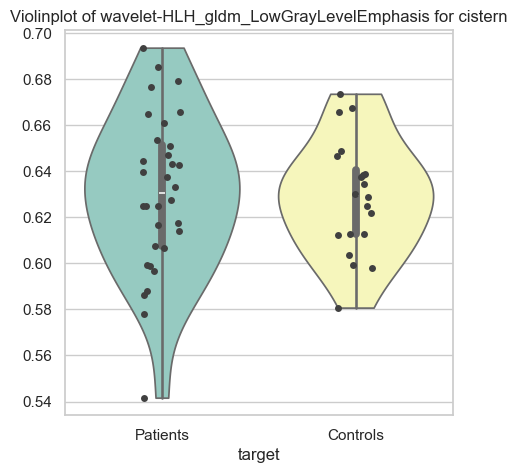 Violinplot of wavelet-HLH_gldm_LowGrayLevelEmphasis for cistern
0.70
0.68
0.66
0.64
0.62
0.60
0.58
0.56
0.54
Patients
Controls
target